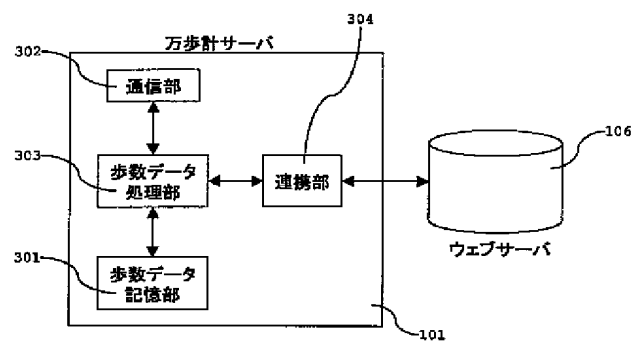 304
万歩計サーバ
302
通信部
106
303
歩数データ
処理部
連携部
ウェブサーバ
301
歩数データ
記憶部
101